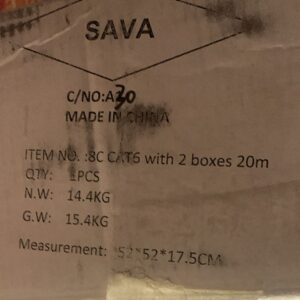 SAVA
C/NO:A30
MADE IN CHINA
ITEM NO. :8C CAT6 with 2 boxes 20m
QTY: 1PCS
N.W: 14.4KG
G.W: 15.4KG
Measurement: 52*52*17.5CM